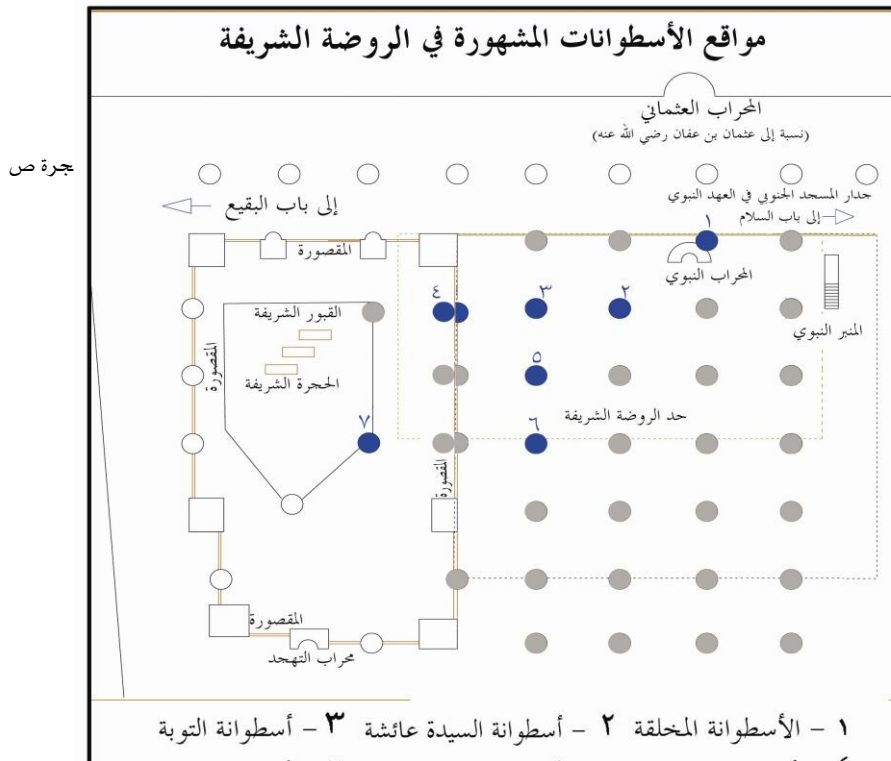 مواقع الأسطوانات المشهورة في الروضة الشريفة
المحراب العثماني
(نسبة إلى عثمان بن عفان رضي الله عنه)
جرة ص
جدار المسجد الجنوبي في العهد النبوي
إلى باب السلام
إلى باب البقيع
١
المقصورة
المحراب النبوي
٤
٣
٢
القبور الشريفة
المنبر النبوي
المقصورة
٥
الحجرة الشريفة
حد الروضة الشريفة
٧
٦
المقصورة
المقصورة
محراب التهجد
١ - الأسطوانة المخلقة ٢ - أسطوانة السيدة عائشة ٣ - أسطوانة التوبة